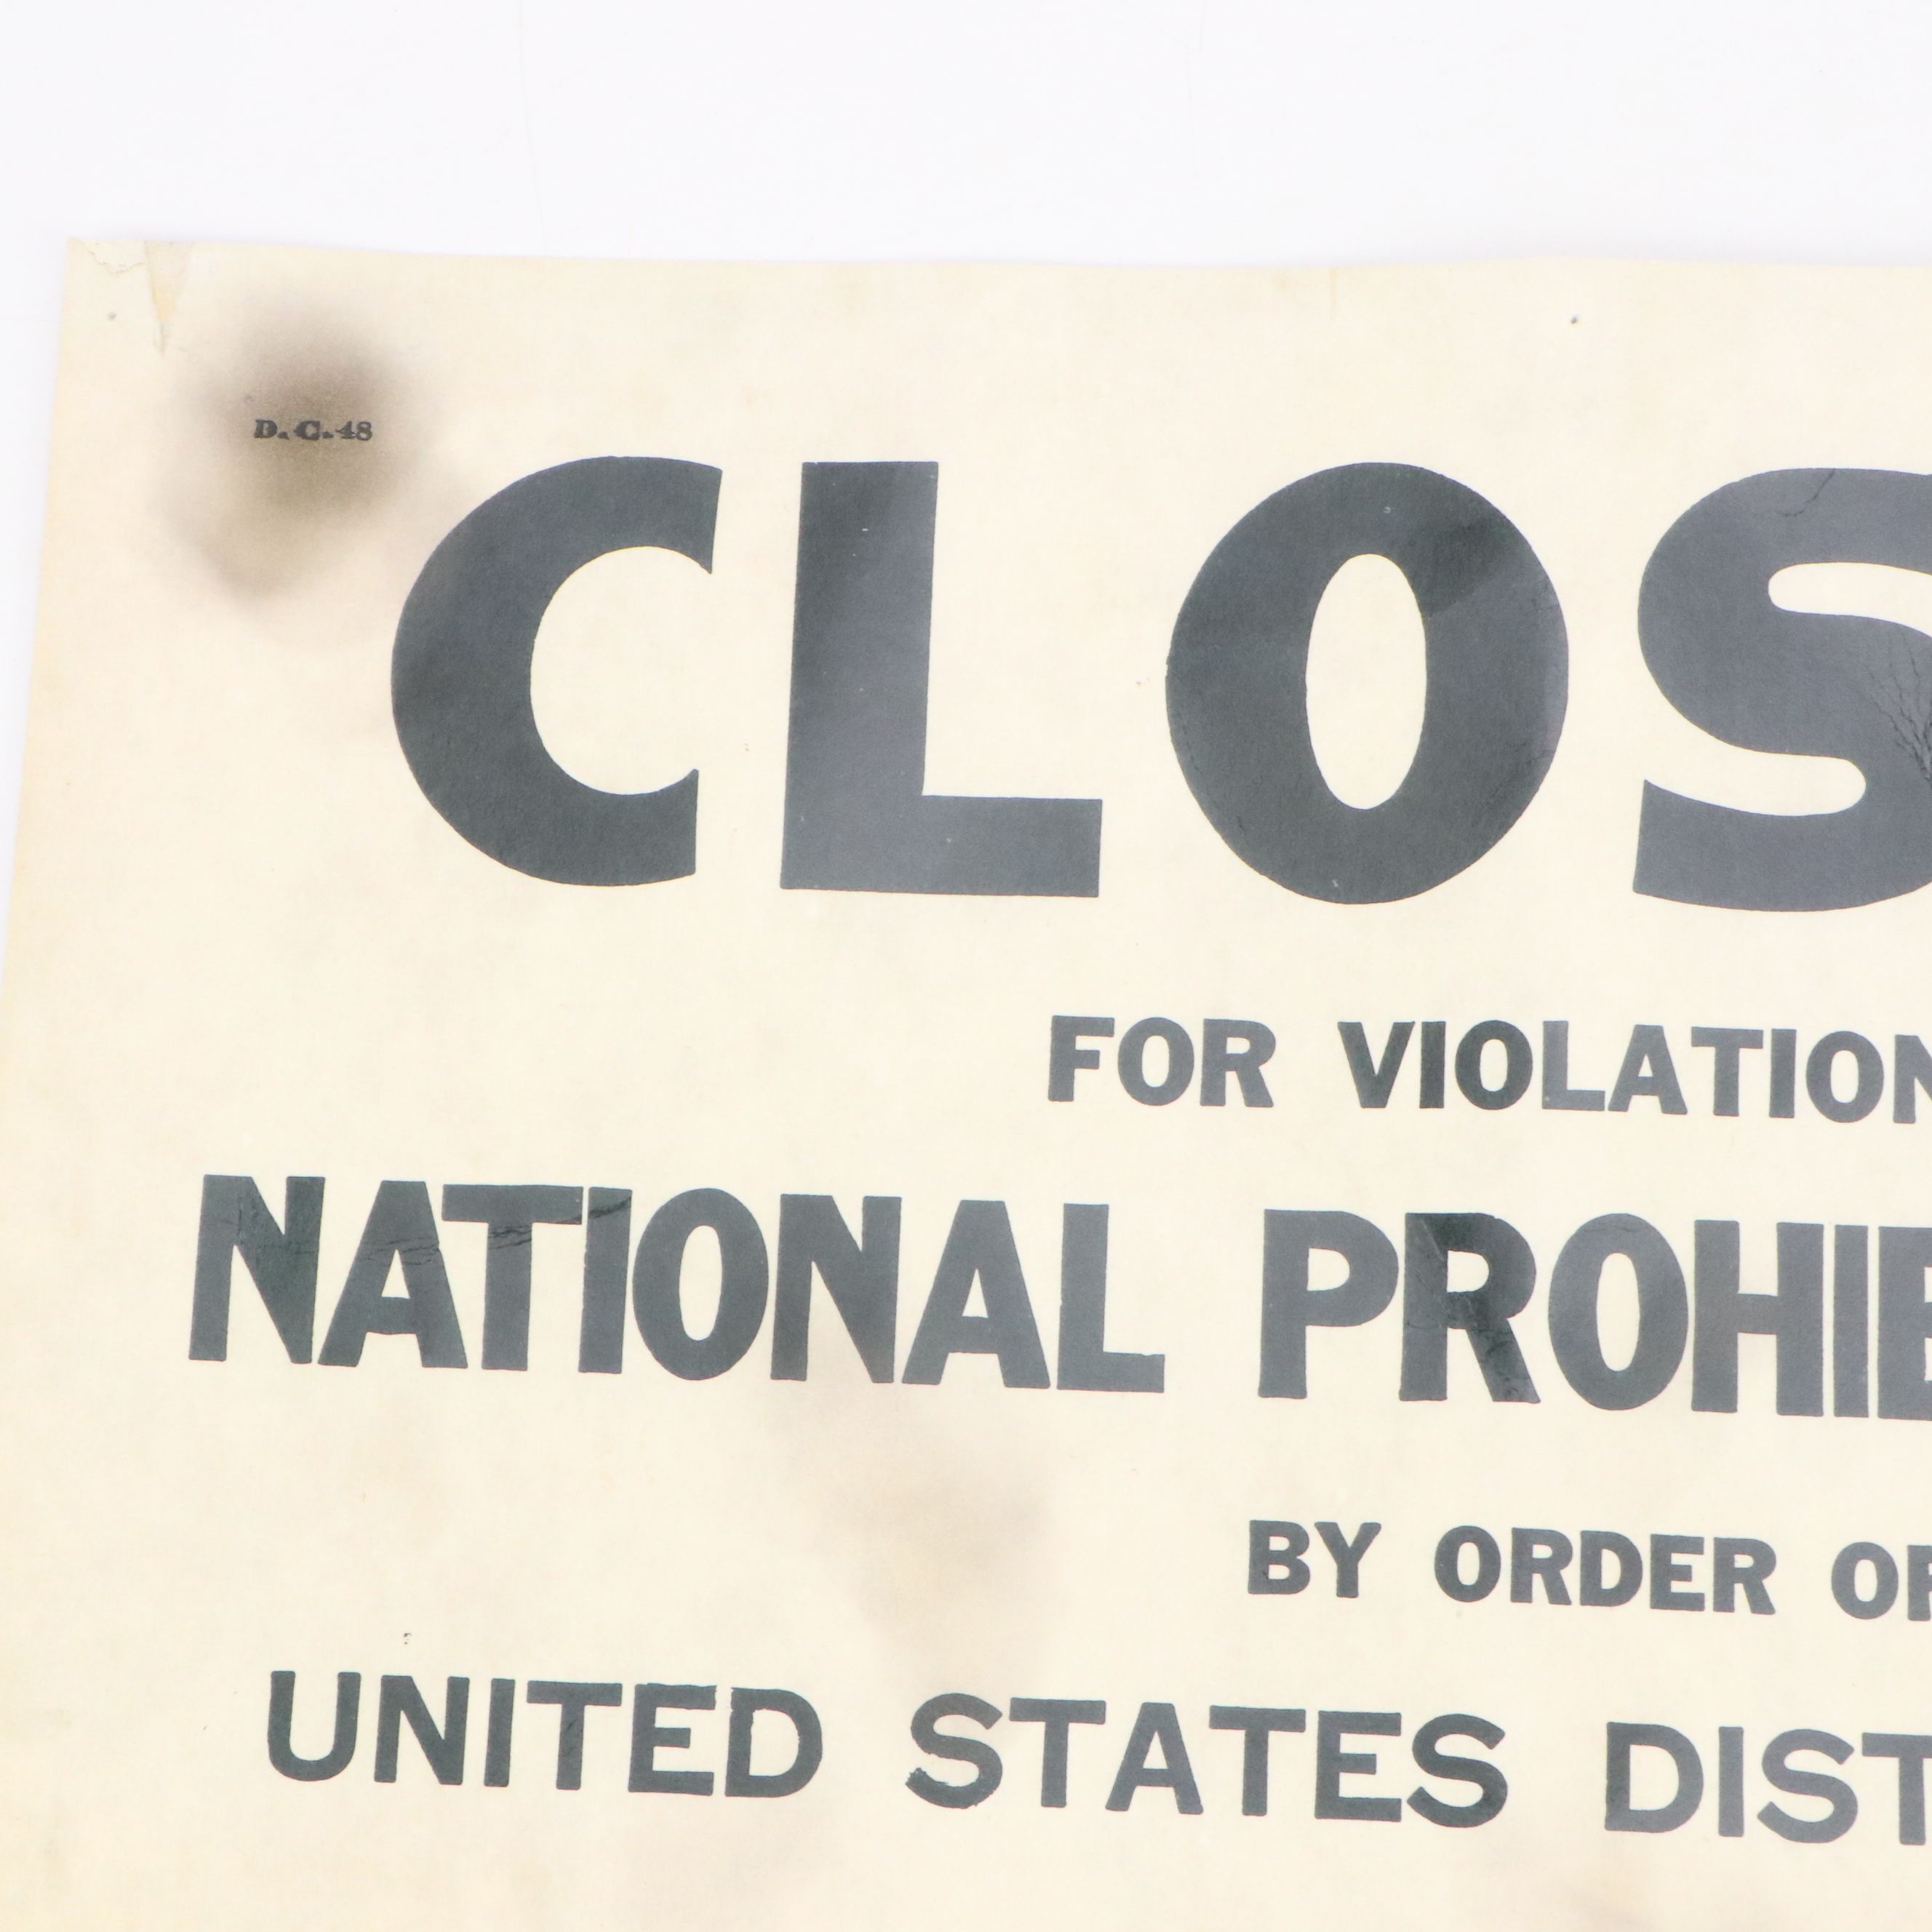 D. C. 48
CLOS
FOR VIOLATION
NATIONAL PROHIB
BY ORDER OF
UNITED STATES DIST